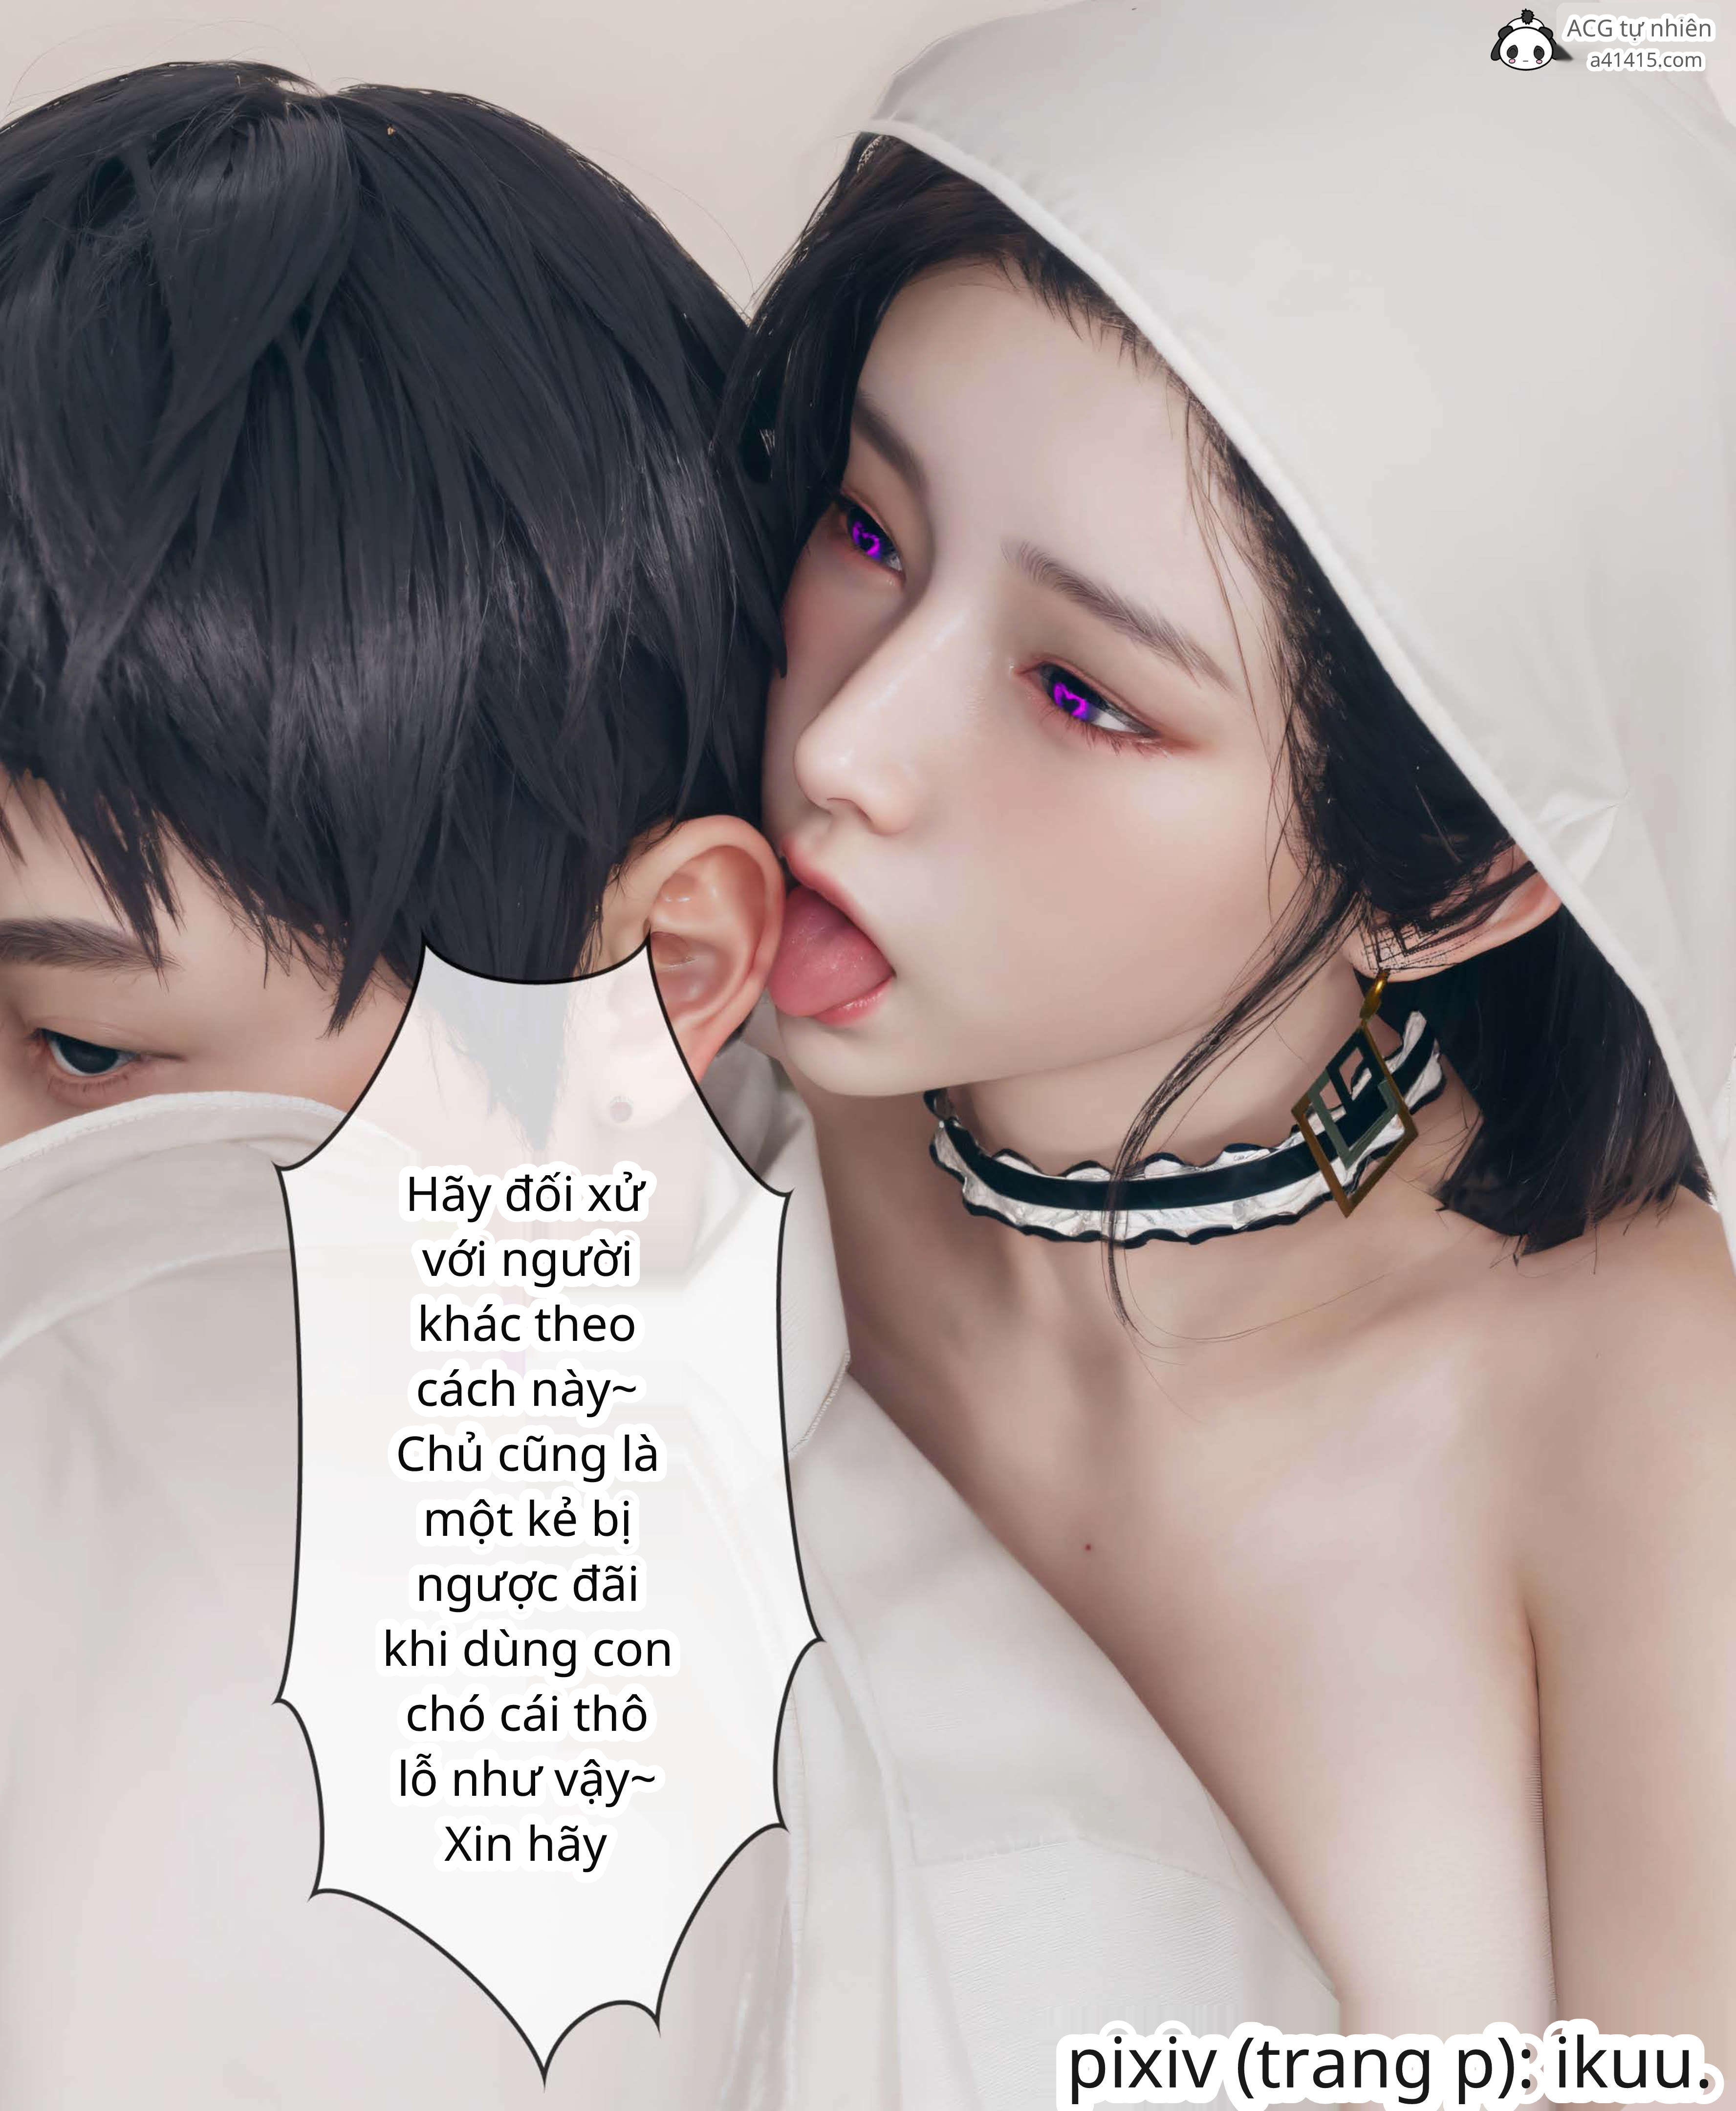 ACG tự nhiên
a41415.com
Hãy đối xử
với người
khác theo
cách này~
Chủ cũng là
một kẻ bị
ngược đãi
khi dùng con
chó cái thô
lỗ như vậy~
Xin hãy
pixiv (trang p): ikuu.